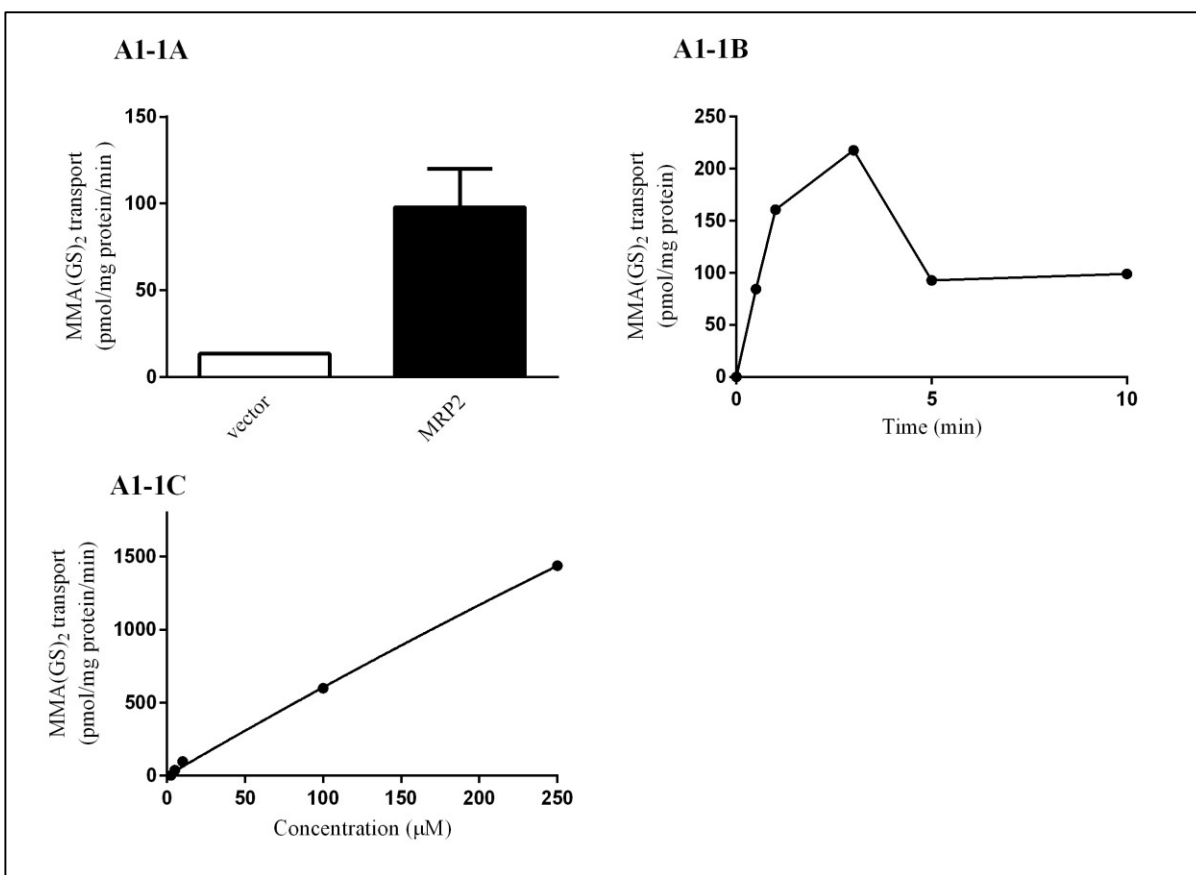 A1-1A
MMA(GS)₂ transport
(pmol/mg protein/min )
150
100
50
0
vector
MRP2
A1-1B
MMA(GS)₂ transport
(pmol/mg protein)
250
200
150
100
50
0
0
5
10
Time (min)
A1-1C
MMA(GS)₂ transport
(pmol/mg protein/min)
1500
1000
500
0
0
50
100
150
200
250
Concentration (μM)